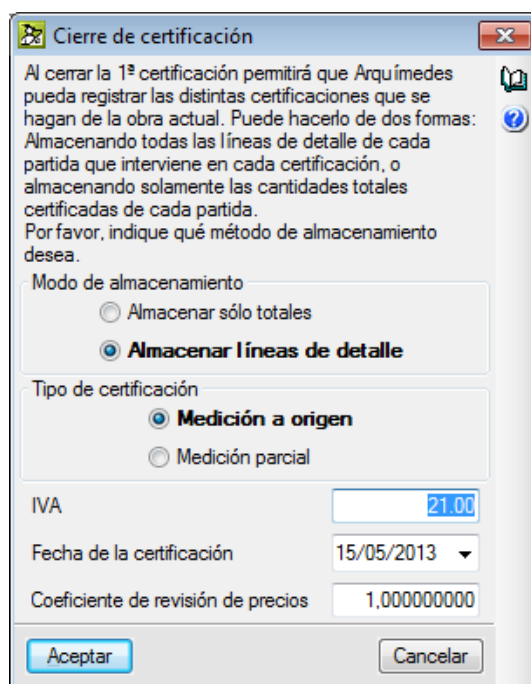 Cierre de certificación
Al cerrar la 1ª certificación permitirá que Arquímedes
pueda registrar las distintas certificaciones que se
hagan de la obra actual. Puede hacerlo de dos formas:
Almacenando todas las líneas de detalle de cada
partida que interviene en cada certificación, o
almacenando solamente las cantidades totales
certificadas de cada partida.
Por favor, indique qué método de almacenamiento
desea.
Modo de almacenamiento
Almacenar sólo totales
Almacenar líneas de detalle
Tipo de certificación
Medición a origen
Medición parcial
IVA 21.00
Fecha de la certificación 15/05/2013
Coeficiente de revisión de precios 1,000000000
Aceptar Cancelar